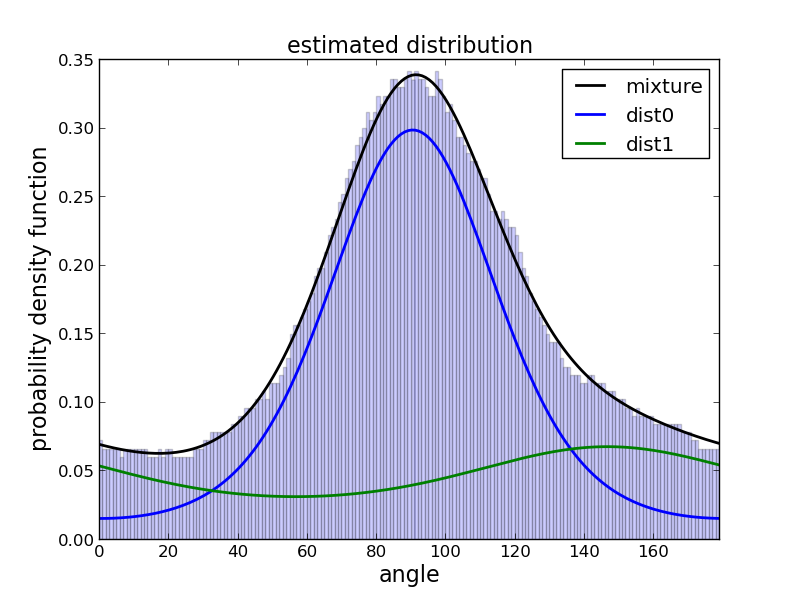 estimated distribution
mixture
dist0
dist1
probability density function
0.35
0.30
0.25
0.20
0.15
0.10
0.05
0.00
0 20 40 60 80 100 120 140 160
angle